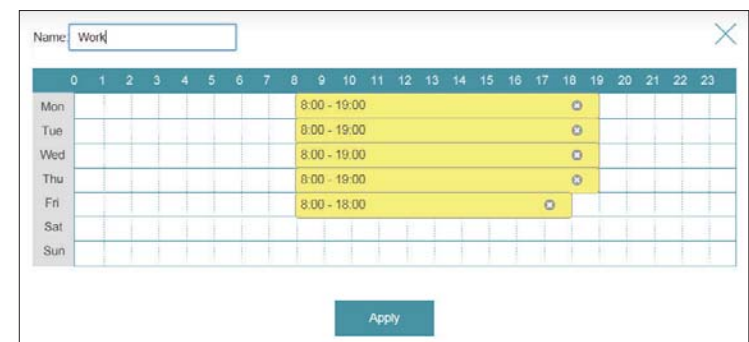 Name: Work
0 1 2 3 4 5 6 7 8 9 10 11 12 13 14 15 16 17 18 19 20 21 22 23
Mon 8:00 - 19:00
Tue 8:00 - 19:00
Wed 8:00 - 19:00
Thu 8:00 - 19:00
Fri 8:00 - 18:00
Sat
Sun
Apply